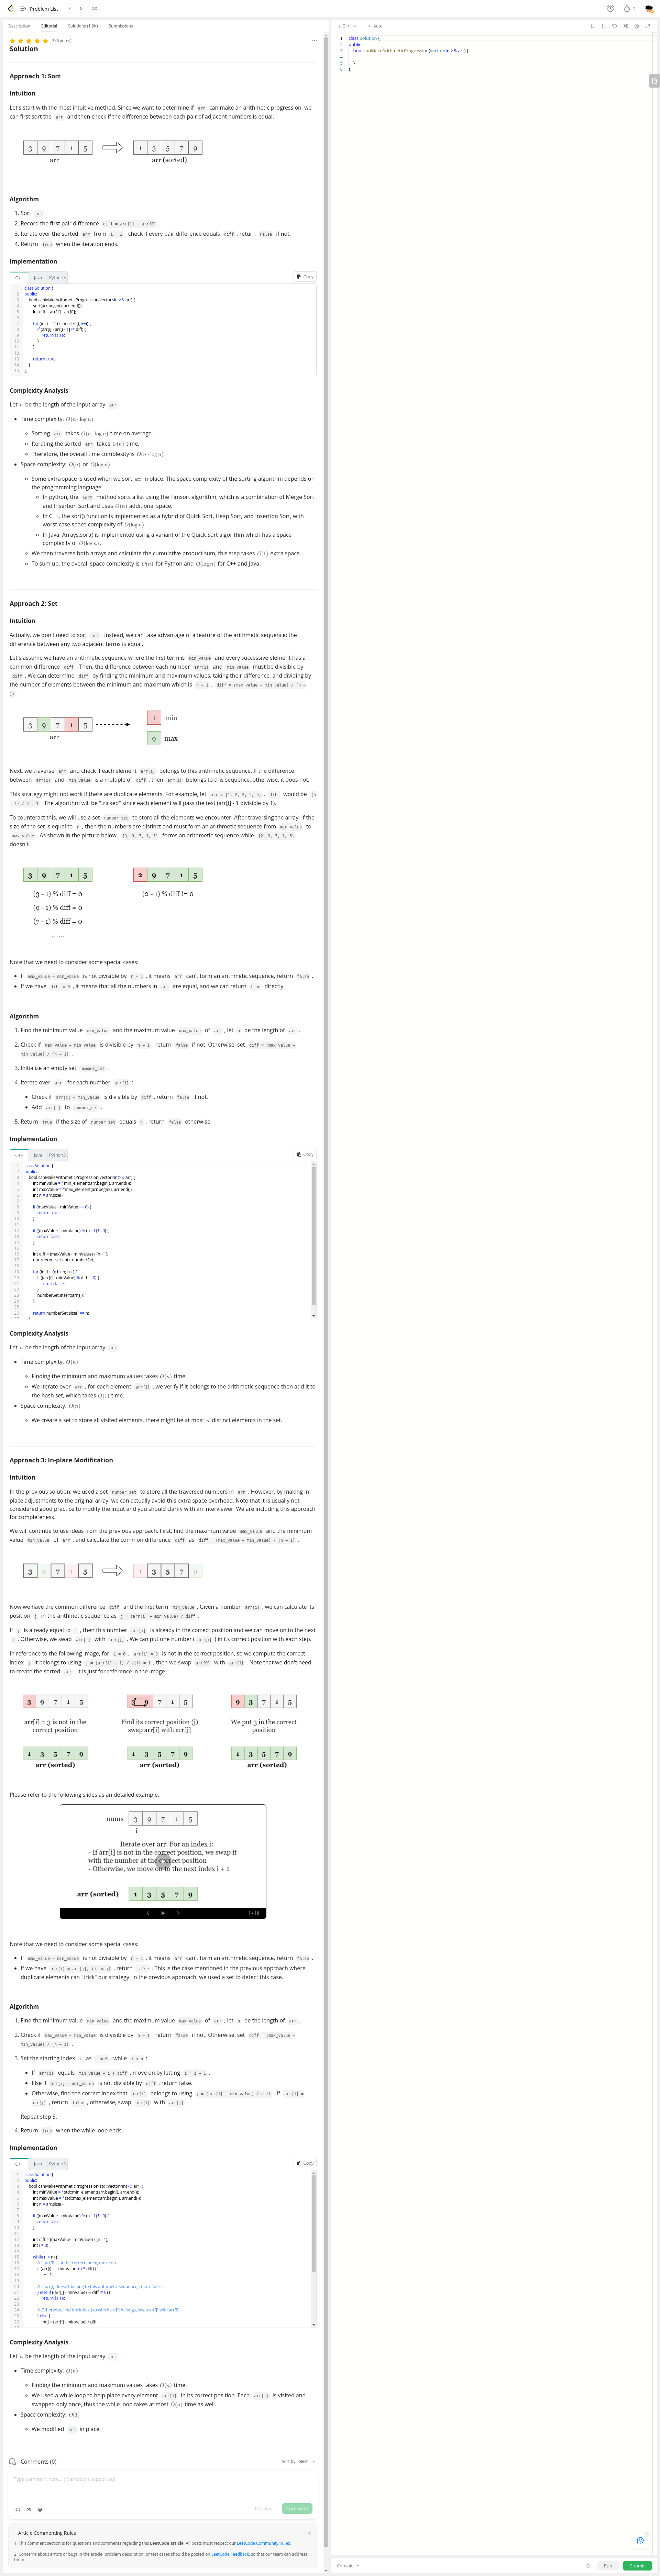 Problem List
Description
Editorial
Solutions (1.9K)
Submissions
C++
Auto
Solution
Approach 1: Sort
Intuition
Let's start with the most intuitive method. Since we want to determine if arr can make an arithmetic progression, we
can first sort the arr and then check if the difference between each pair of adjacent numbers is equal.
3 9 7 1 5
1 3 5 7 9
arr
arr (sorted)
Algorithm
1. Sort arr .
2. Record the first pair difference diff = arr[1] - arr[0] .
3. Iterate over the sorted arr from i = 2 , check if every pair difference equals diff , return False if not.
4. Return True when the iteration ends.
Implementation
C++ Java Python3
Copy
1 class Solution {
2 public:
3 bool canMakeArithmeticProgression(vector<int>& arr) {
4 sort(arr.begin(), arr.end());
5 int diff = arr[1] - arr[0];
6
7 for (int i = 2; i < arr.size(); ++i) {
8 if (arr[i] - arr[i - 1] != diff) {
9 return false;
10 }
11 }
12
13 return true;
14 }
15 };
Complexity Analysis
Let n be the length of the input array arr .
Time complexity: O(n · log n)
Sorting arr takes O(n · log n) time on average.
Iterating the sorted arr takes O(n) time.
Therefore, the overall time complexity is O(n · log n).
Space complexity: O(n) or O(log n)
Some extra space is used when we sort arr in place. The space complexity of the sorting algorithm depends on
the programming language.
In python, the sort method sorts a list using the Timsort algorithm, which is a combination of Merge Sort
and Insertion Sort and uses O(n) additional space.
In C++, the sort() function is implemented as a hybrid of Quick Sort, Heap Sort, and Insertion Sort, with
worst-case space complexity of O(log n).
In Java, Arrays.sort() is implemented using a variant of the Quick Sort algorithm which has a space
complexity of O(log n).
We then traverse both arrays and calculate the cumulative product sum, this step takes O(1) extra space.
To sum up, the overall space complexity is O(n) for Python and O(log n) for C++ and Java.
Approach 2: Set
Intuition
Actually, we don't need to sort arr . Instead, we can take advantage of a feature of the arithmetic sequence: the
difference between any two adjacent terms is equal.
Let's assume we have an arithmetic sequence where the first term is min_value and every successive element has a
common difference diff . Then, the difference between each number arr[i] and min_value must be divisible by
diff . We can determine diff by finding the minimum and maximum values, taking their difference, and dividing by
the number of elements between the minimum and maximum which is n - 1 . diff = (max_value - min_value) / (n -
1) .
3 9 7 1 5
arr
1 min
9 max
Next, we traverse arr and check if each element arr[i] belongs to this arithmetic sequence. If the difference
between arr[i] and min_value is a multiple of diff , then arr[i] belongs to this sequence, otherwise, it does not.
This strategy might not work if there are duplicate elements. For example, let arr = [1, 2, 3, 2, 5] . diff would be (5
- 1) / 4 = 1 . The algorithm will be "tricked" since each element will pass the test (arr[i] - 1 divisible by 1).
To counteract this, we will use a set number_set to store all the elements we encounter. After traversing the array, if the
size of the set is equal to n , then the numbers are distinct and must form an arithmetic sequence from min_value to
max_value . As shown in the picture below, {3, 9, 7, 1, 5} forms an arithmetic sequence while {2, 9, 7, 1, 5}
doesn't.
3 9 7 1 5
2 9 7 1 5
(3 - 1) % diff = 0
(2 - 1) % diff != 0
(9 - 1) % diff = 0
(7 - 1) % diff = 0
... ...
Note that we need to consider some special cases:
If max_value - min_value is not divisible by n - 1 , it means arr can't form an arithmetic sequence, return false .
If we have diff = 0 , it means that all the numbers in arr are equal, and we can return true directly.
Algorithm
1. Find the minimum value min_value and the maximum value max_value of arr , let n be the length of arr .
2. Check if max_value - min_value is divisible by n - 1 , return false if not. Otherwise, set diff = (max_value -
min_value) / (n - 1) .
3. Initialize an empty set number_set .
4. Iterate over arr , for each number arr[i] :
Check if arr[i] - min_value is divisible by diff , return false if not.
Add arr[i] to number_set .
5. Return true if the size of number_set equals n , return false otherwise.
Implementation
C++ Java Python3
Copy
1 class Solution {
2 public:
3 bool canMakeArithmeticProgression(vector<int>& arr) {
4 int minValue = *min_element(arr.begin(), arr.end());
5 int maxValue = *max_element(arr.begin(), arr.end());
6 int n = arr.size();
7
8 if (maxValue - minValue == 0) {
9 return true;
10 }
11
12 if ((maxValue - minValue) % (n - 1) != 0) {
13 return false;
14 }
15
16 int diff = (maxValue - minValue) / (n - 1);
17 unordered_set<int> numberSet;
18
19 for (int i = 0; i < n; i++) {
20 if ((arr[i] - minValue) % diff != 0) {
21 return false;
22 }
23 numberSet.insert(arr[i]);
24 }
25
26 return numberSet.size() == n;
Complexity Analysis
Let n be the length of the input array arr .
Time complexity: O(n)
Finding the minimum and maximum values takes O(n) time.
We iterate over arr , for each element arr[i] , we verify if it belongs to the arithmetic sequence then add it to
the hash set, which takes O(1) time.
Space complexity: O(n)
We create a set to store all visited elements, there might be at most n distinct elements in the set.
Approach 3: In-place Modification
Intuition
In the previous solution, we used a set number_set to store all the traversed numbers in arr . However, by making in-
place adjustments to the original array, we can actually avoid this extra space overhead. Note that it is usually not
considered good practice to modify the input and you should clarify with an interviewer. We are including this approach
for completeness.
We will continue to use ideas from the previous approach. First, find the maximum value max_value and the minimum
value min_value of arr , and calculate the common difference diff as diff = (max_value - min_value) / (n - 1) .
3 9 7 1 5
1 3 5 7 9
Now we have the common difference diff and the first term min_value . Given a number arr[i] , we can calculate its
position j in the arithmetic sequence as j = (arr[i] - min_value) / diff .
If j is already equal to i , then this number arr[i] is already in the correct position and we can move on to the next
i . Otherwise, we swap arr[i] with arr[j] . We can put one number ( arr[i] ) in its correct position with each step.
In reference to the following image, for i = 0 , arr[i] = 3 is not in the correct position, so we compute the correct
index j it belongs to using j = (arr[i] - 1) / diff = 1 , then we swap arr[0] with arr[1] . Note that we don't need
to create the sorted arr , it is just for reference in the image.
3 9 7 1 5
3 9 7 1 5
9 3 7 1 5
arr[i] = 3 is not in the
correct position
Find its correct position (j)
swap arr[i] with arr[j]
We put 3 in the correct
position
1 3 5 7 9
1 3 5 7 9
1 3 5 7 9
arr (sorted)
arr (sorted)
arr (sorted)
Please refer to the following slides as an detailed example:
nums 3 9 7 1 5
i
Iterate over arr. For an index i:
- If arr[i] is not in the correct position, we swap it
with the number at the correct position
- Otherwise, we move on to the next index i + 1
arr (sorted) 1 3 5 7 9
1 / 10
Note that we need to consider some special cases:
If max_value - min_value is not divisible by n - 1 , it means arr can't form an arithmetic sequence, return false .
If we have arr[i] = arr[j], (i != j) , return false . This is the case mentioned in the previous approach where
duplicate elements can "trick" our strategy. In the previous approach, we used a set to detect this case.
Algorithm
1. Find the minimum value min_value and the maximum value max_value of arr , let n be the length of arr .
2. Check if max_value - min_value is divisible by n - 1 , return false if not. Otherwise, set diff = (max_value -
min_value) / (n - 1) .
3. Set the starting index i as i = 0 , while i < n :
If arr[i] equals min_value + i * diff , move on by letting i = i + 1 .
Else if arr[i] - min_value is not divisible by diff , return false.
Otherwise, find the correct index that arr[i] belongs to using j = (arr[i] - min_value) / diff . If arr[i] =
arr[j] , return false , otherwise, swap arr[i] with arr[j] .
Repeat step 3.
4. Return true when the while loop ends.
Implementation
C++ Java Python3
Copy
1 class Solution {
2 public:
3 bool canMakeArithmeticProgression(std::vector<int>& arr) {
4 int minValue = *std::min_element(arr.begin(), arr.end());
5 int maxValue = *std::max_element(arr.begin(), arr.end());
6 int n = arr.size();
7
8 if ((maxValue - minValue) % (n - 1) != 0) {
9 return false;
10 }
11
12 int diff = (maxValue - minValue) / (n - 1);
13 int i = 0;
14
15 while (i < n) {
16 // If arr[i] is at the correct index, move on.
17 if (arr[i] == minValue + i * diff) {
18 i += 1;
19
20 // If arr[i] doesn't belong to this arithmetic sequence, return false.
21 } else if ((arr[i] - minValue) % diff != 0) {
22 return false;
23
24 // Otherwise, find the index j to which arr[i] belongs, swap arr[j] with arr[i].
25 } else {
26 int j = (arr[i] - minValue) / diff;
Complexity Analysis
Let n be the length of the input array arr .
Time complexity: O(n)
Finding the minimum and maximum values takes O(n) time.
We used a while loop to help place every element arr[i] in its correct position. Each arr[i] is visited and
swapped only once, thus the while loop takes at most O(n) time as well.
Space complexity: O(1)
We modified arr in place.
Comments (0)
Sort by: Best
Type comment here... (Markdown supported)
Preview
Comment
Article Commenting Rules
1. This comment section is for questions and comments regarding this LeetCode article. All posts must respect our LeetCode Community Rules.
2. Concerns about errors or bugs in the article, problem description, or test cases should be posted on LeetCode Feedback, so that our team can address
them.
1 class Solution {
2 public:
3 bool canMakeArithmeticProgression(vector<int>& arr) {
4
5 }
6 };
Console
Run
Submit